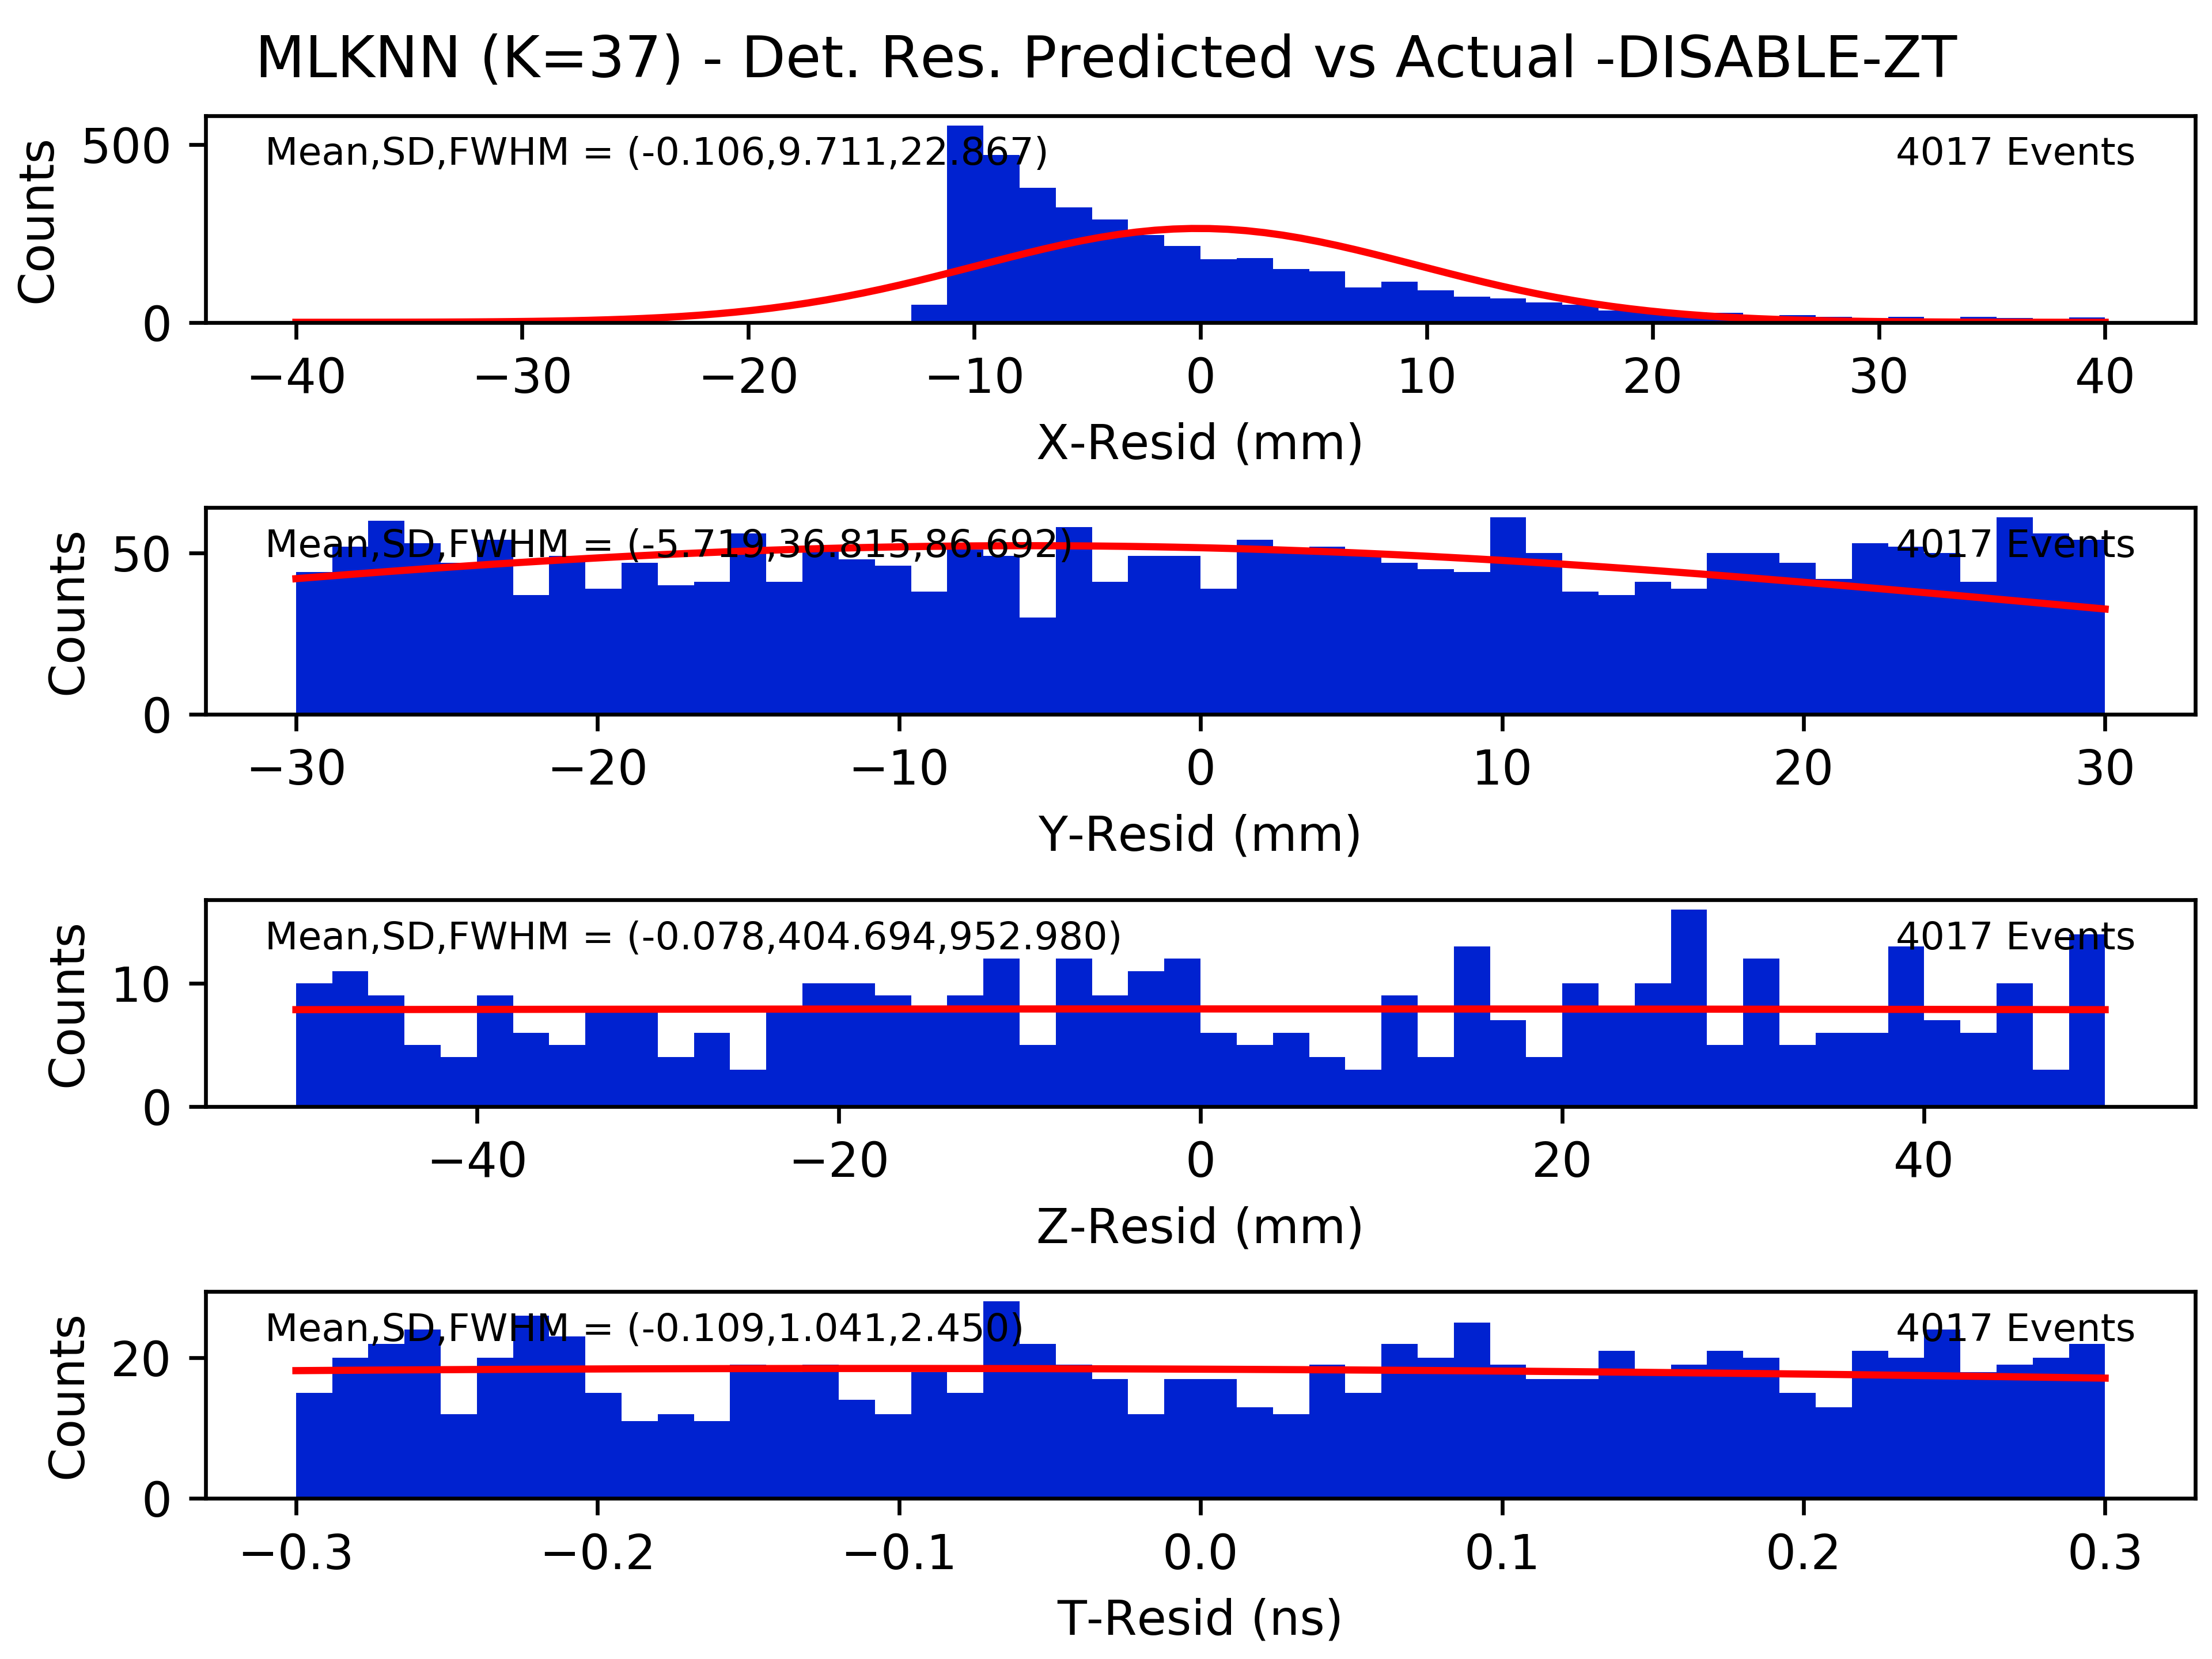 MLKNN (K=37) - Det. Res. Predicted vs Actual -DISABLE-ZT
Mean,SD,FWHM = (-0.106,9.711,22.867)
4017 Events
Counts
500
0
−40 −30 −20 −10 0 10 20 30 40
X-Resid (mm)
Mean,SD,FWHM = (-5.719,36.815,86.692)
4017 Events
Counts
50
0
−30 −20 −10 0 10 20 30
Y-Resid (mm)
Mean,SD,FWHM = (-0.078,404.694,952.980)
4017 Events
Counts
10
0
−40 −20 0 20 40
Z-Resid (mm)
Mean,SD,FWHM = (-0.109,1.041,2.450)
4017 Events
Counts
20
0
−0.3 −0.2 −0.1 0.0 0.1 0.2 0.3
T-Resid (ns)